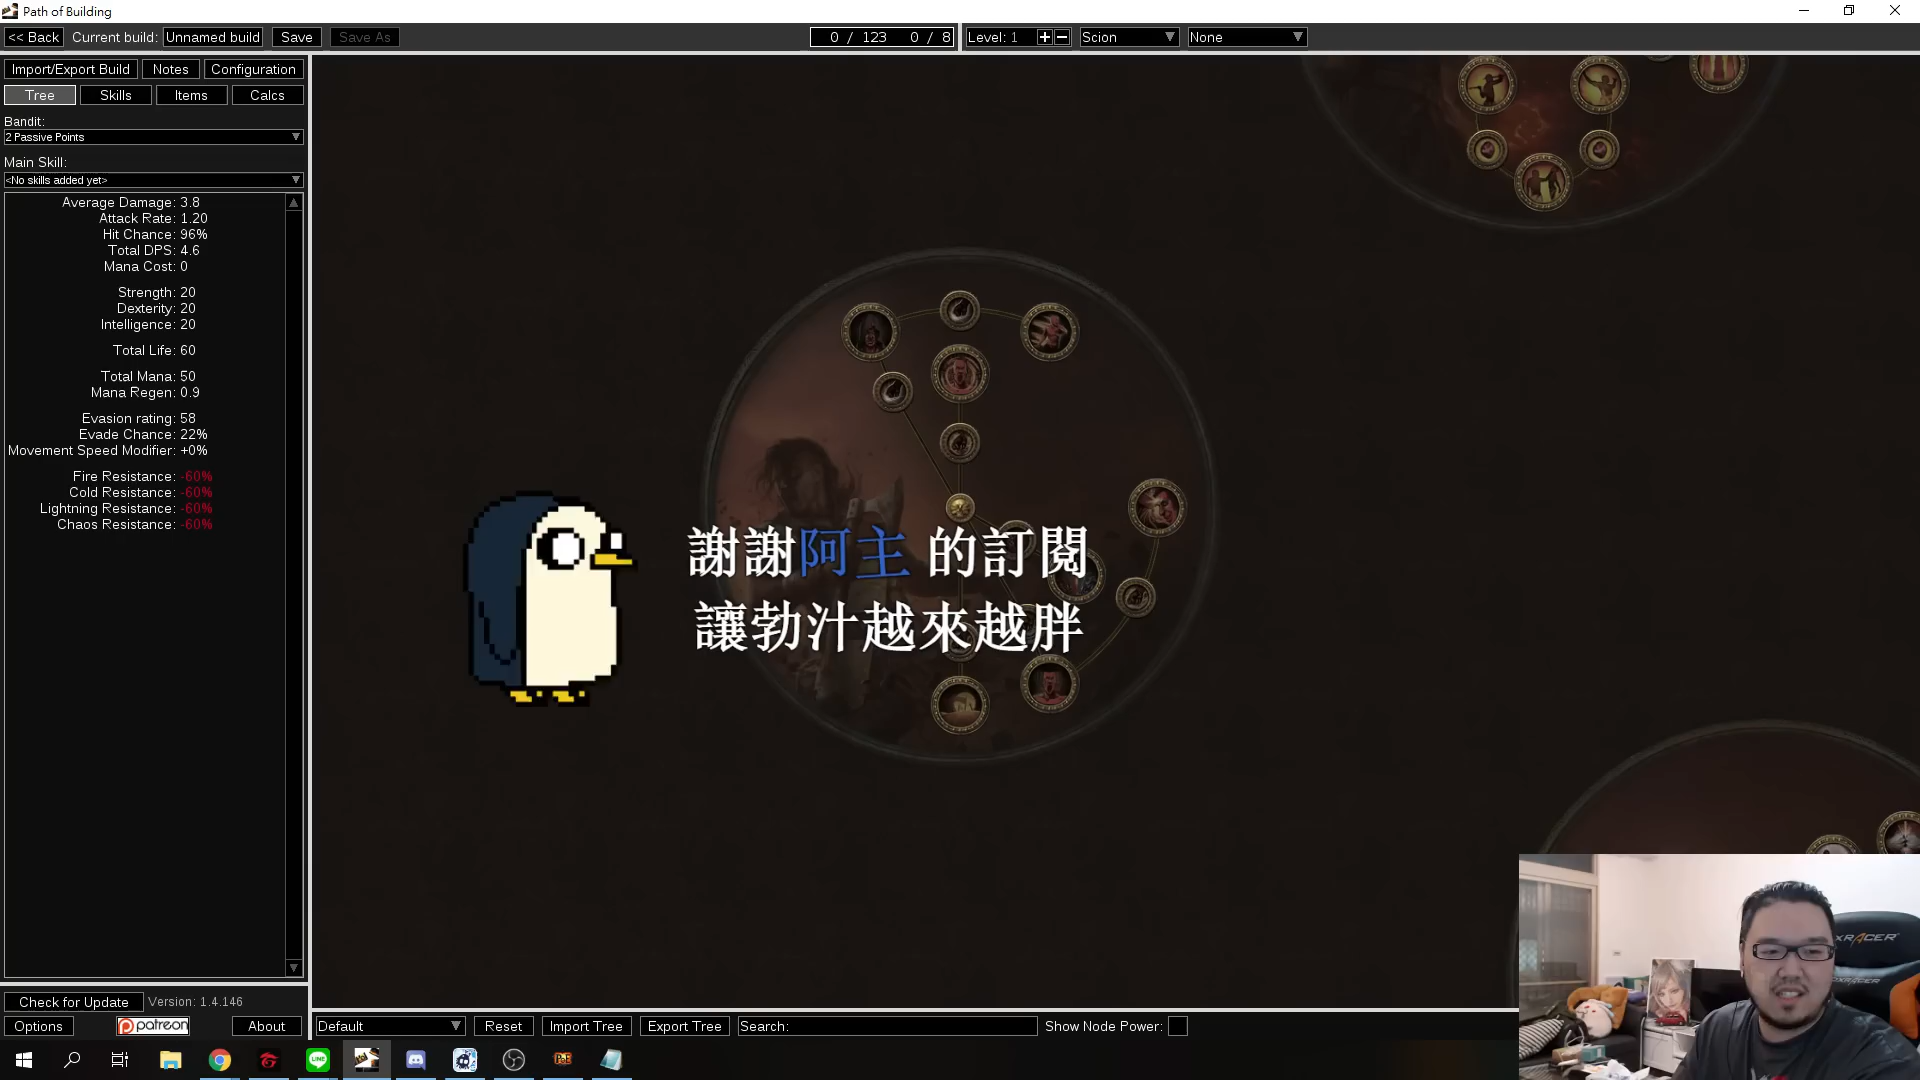 Path of Building
<< Back
Current build:
Unnamed build
Save
Save As
0 / 123 0 / 8
Level: 1
Scion
None
Import/Export Build
Notes
Configuration
Tree
Skills
Items
Calcs
Bandit:
2 Passive Points
Main Skill:
<No skills added yet>
Average Damage: 3.8
Attack Rate: 1.20
Hit Chance: 96%
Total DPS: 4.6
Mana Cost: 0
Strength: 20
Dexterity: 20
Intelligence: 20
Total Life: 60
Total Mana: 50
Mana Regen: 0.9
Evasion rating: 58
Evade Chance: 22%
Movement Speed Modifier: +0%
Fire Resistance: -60%
Cold Resistance: -60%
Lightning Resistance: -60%
Chaos Resistance: -60%
謝謝阿主 的訂閱
讓勃汁越來越胖
Check for Update
Version: 1.4.146
Options
patreon
About
Default
Reset
Import Tree
Export Tree
Search:
Show Node Power:
LINE
PoE